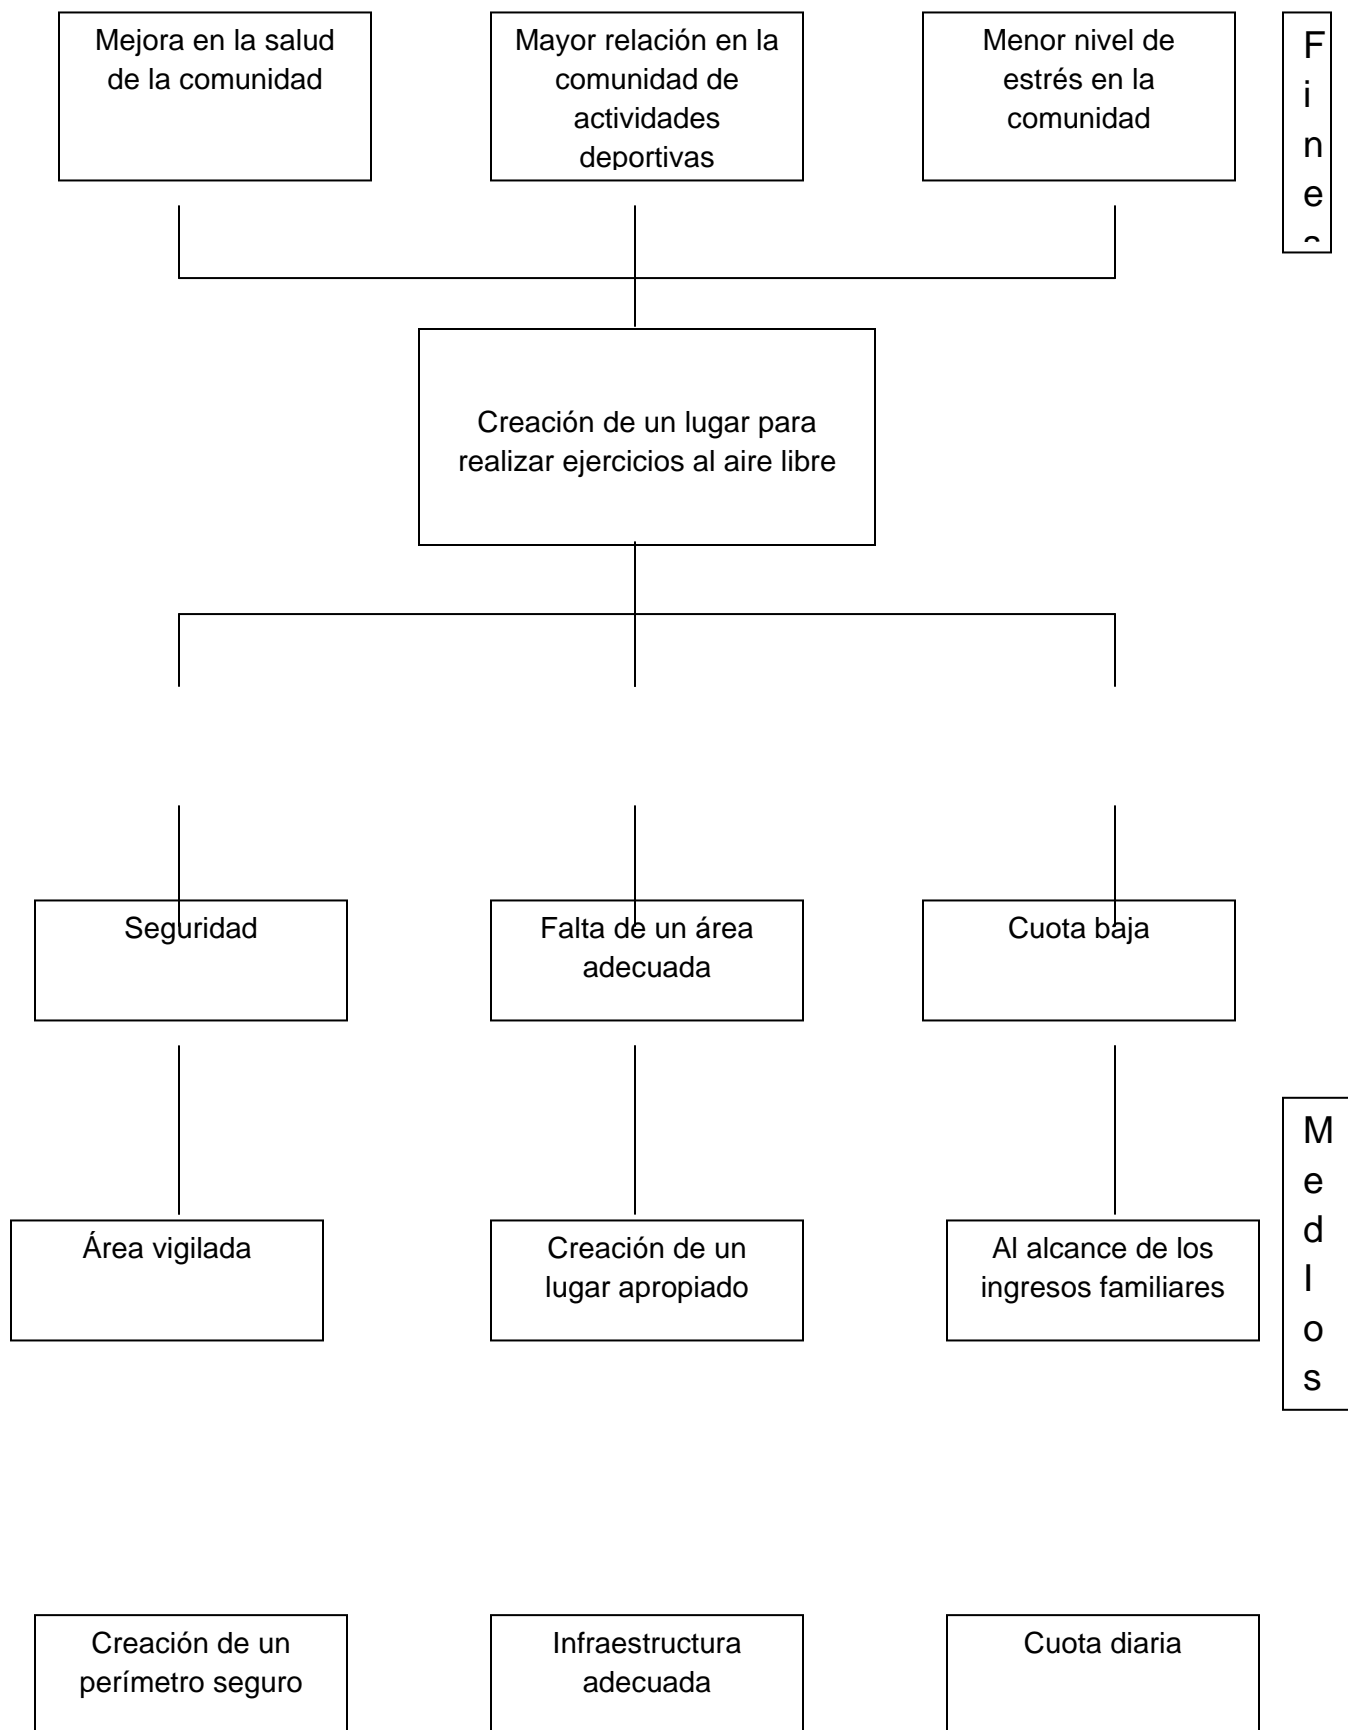 Mejora en la salud
de la comunidad
Mayor relación en la
comunidad de
actividades
deportivas
Menor nivel de
estrés en la
comunidad
F
i
n
e
s
Creación de un lugar para
realizar ejercicios al aire libre
Seguridad
Falta de un área
adecuada
Cuota baja
Área vigilada
Creación de un
lugar apropiado
Al alcance de los
ingresos familiares
M
e
d
I
o
s
Creación de un
perímetro seguro
Infraestructura
adecuada
Cuota diaria